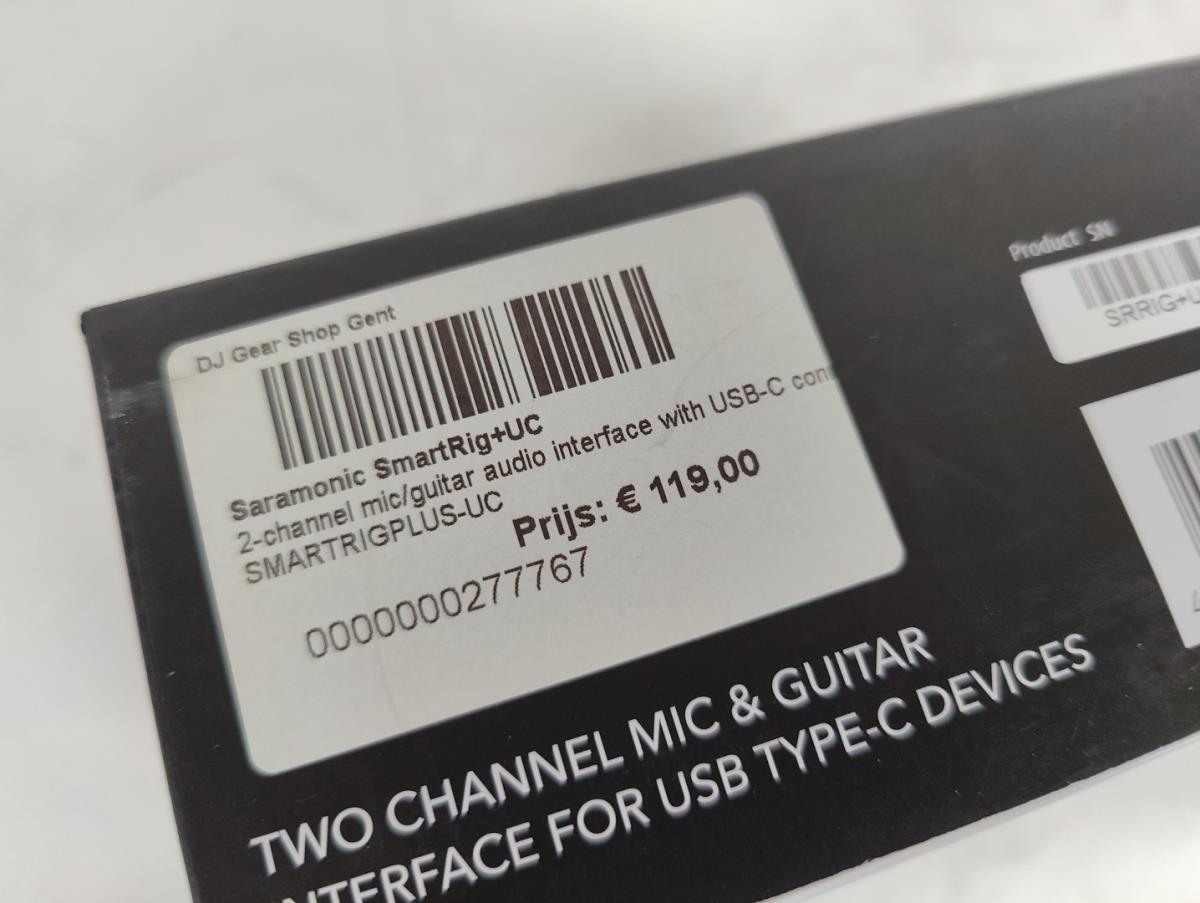 DJ Gear Shop Gent
Saramonic SmartRig+UC
2-channel mic/guitar audio interface with USB-C con
SMARTRIGPLUS-UC
Prijs: € 119,00
0000000277767
TWO CHANNEL MIC & GUITAR
INTERFACE FOR USB TYPE-C DEVICES
Product SN
SRRIG+U